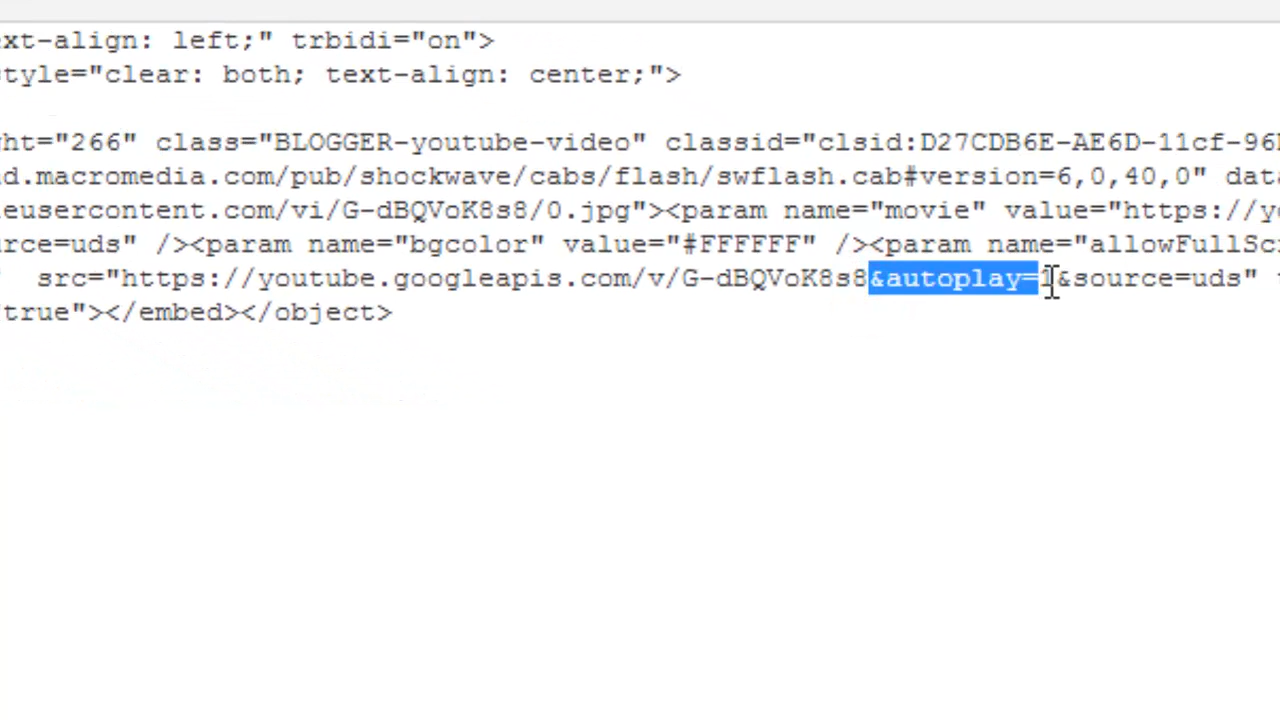 ext-align: left;" trbidi="on">
style="clear: both; text-align: center;">
ght="266" class="BLOGGER-youtube-video" classid="clsid:D27CDB6E-AE6D-11cf-96
d.macromedia.com/pub/shockwave/cabs/flash/swflash.cab#version=6,0,40,0" data
leusercontent.com/vi/G-dBQVoK8s8/0.jpg"><param name="movie" value="https://yo
urce=uds" /><param name="bgcolor" value="#FFFFFF" /><param name="allowFullSc
" src="https://youtube.googleapis.com/v/G-dBQVoK8s8&autoplay=1&source=uds" t
"true"></embed></object>